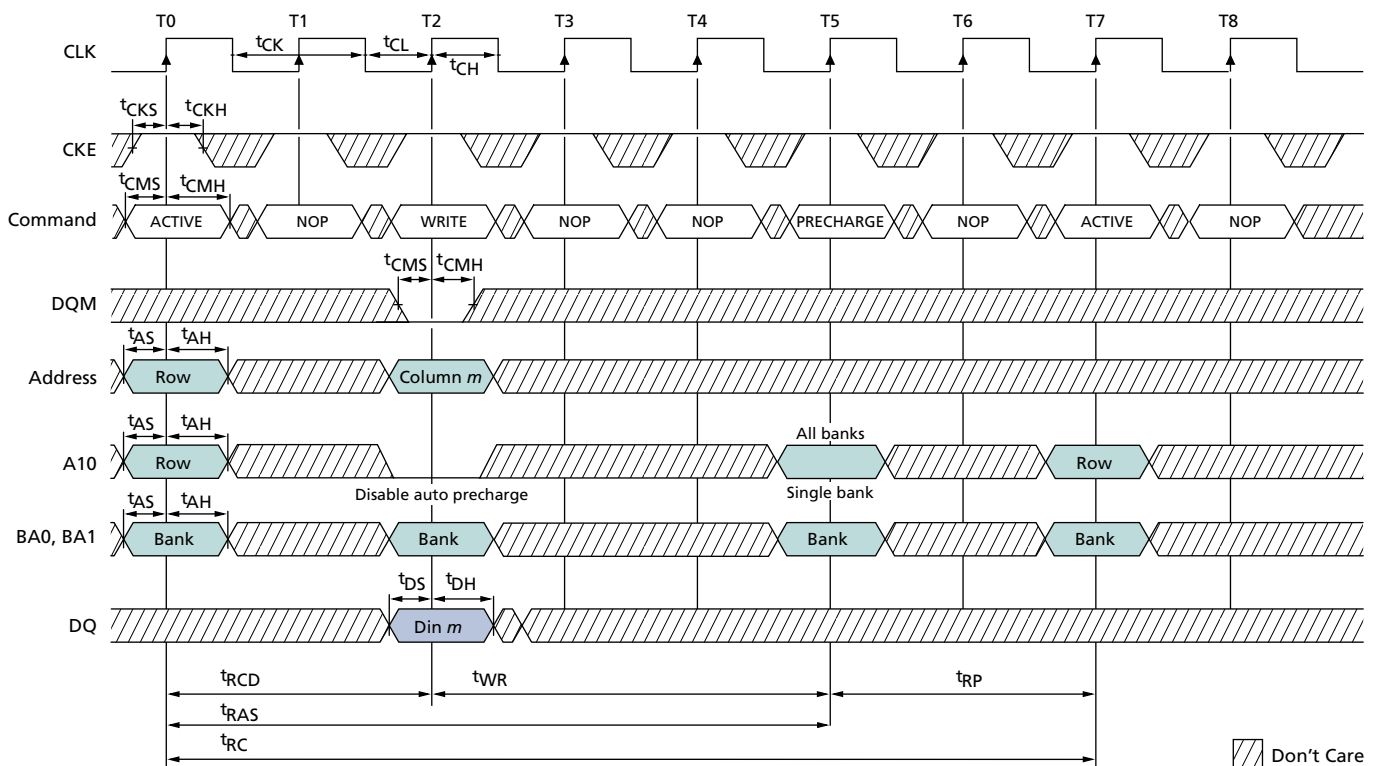 T0 T1 T2 T3 T4 T5 T6 T7 T8
CLK
tCK tCL tCH
tCKS tCKH
CKE
tCMS tCMH
Command ACTIVE NOP WRITE NOP NOP PRECHARGE NOP ACTIVE NOP
tCMS tCMH
DQM
tAS tAH
Address Row Column m
tAS tAH All banks
A10 Row Row
Disable auto precharge Single bank
tAS tAH
BA0, BA1 Bank Bank Bank Bank
tDS tDH
DQ Din m
tRCD tWR tRP
tRAS
tRC
Don't Care